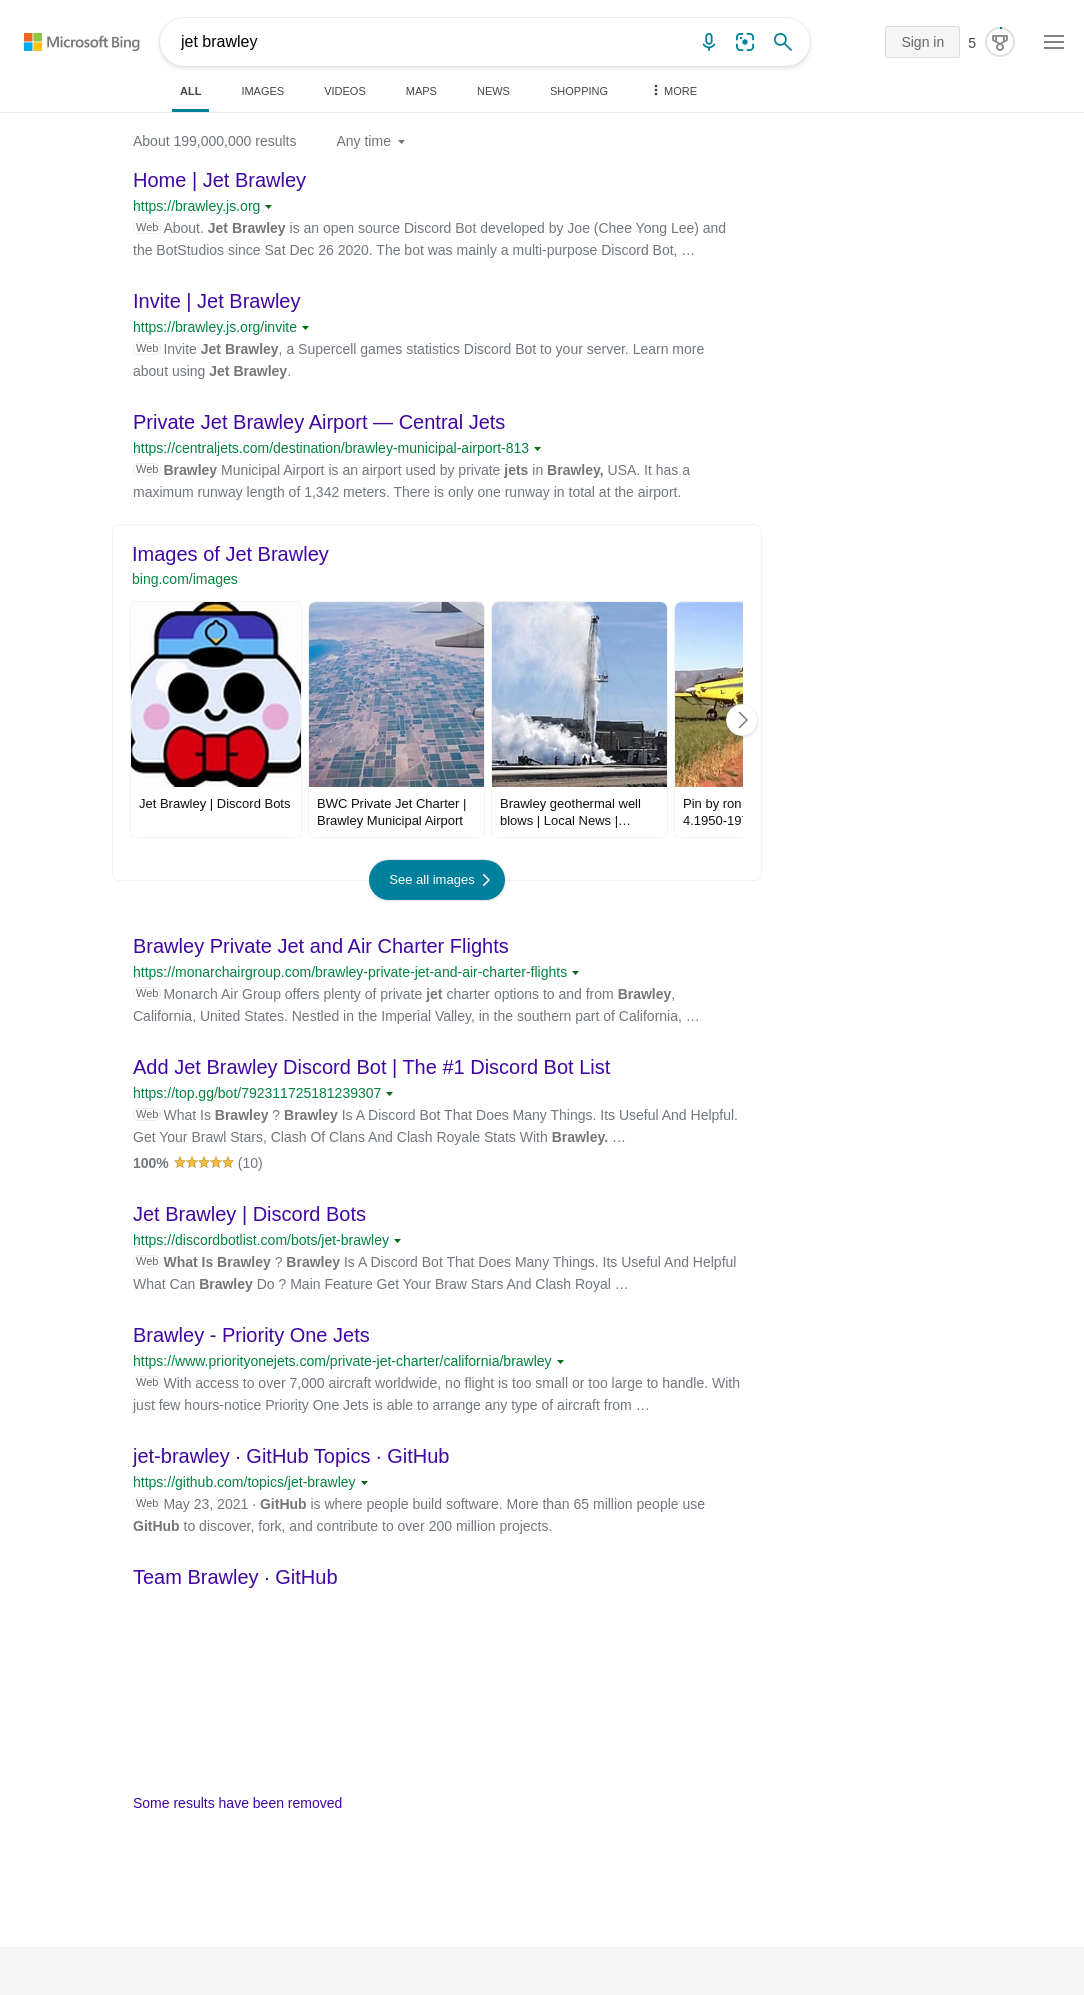 Microsoft Bing
jet brawley
Sign in
5
ALL
IMAGES
VIDEOS
MAPS
NEWS
SHOPPING
MORE
About 199,000,000 results
Any time
Home | Jet Brawley
https://brawley.js.org
Web About. Jet Brawley is an open source Discord Bot developed by Joe (Chee Yong Lee) and
the BotStudios since Sat Dec 26 2020. The bot was mainly a multi-purpose Discord Bot, …
Invite | Jet Brawley
https://brawley.js.org/invite
Web Invite Jet Brawley, a Supercell games statistics Discord Bot to your server. Learn more
about using Jet Brawley.
Private Jet Brawley Airport — Central Jets
https://centraljets.com/destination/brawley-municipal-airport-813
Web Brawley Municipal Airport is an airport used by private jets in Brawley, USA. It has a
maximum runway length of 1,342 meters. There is only one runway in total at the airport.
Images of Jet Brawley
bing.com/images
Jet Brawley | Discord Bots
BWC Private Jet Charter |
Brawley Municipal Airport
Brawley geothermal well
blows | Local News |…
Pin by ron
4.1950-197
See all images
Brawley Private Jet and Air Charter Flights
https://monarchairgroup.com/brawley-private-jet-and-air-charter-flights
Web Monarch Air Group offers plenty of private jet charter options to and from Brawley,
California, United States. Nestled in the Imperial Valley, in the southern part of California, …
Add Jet Brawley Discord Bot | The #1 Discord Bot List
https://top.gg/bot/792311725181239307
Web What Is Brawley ? Brawley Is A Discord Bot That Does Many Things. Its Useful And Helpful.
Get Your Brawl Stars, Clash Of Clans And Clash Royale Stats With Brawley. …
100% (10)
Jet Brawley | Discord Bots
https://discordbotlist.com/bots/jet-brawley
Web What Is Brawley ? Brawley Is A Discord Bot That Does Many Things. Its Useful And Helpful
What Can Brawley Do ? Main Feature Get Your Braw Stars And Clash Royal …
Brawley - Priority One Jets
https://www.priorityonejets.com/private-jet-charter/california/brawley
Web With access to over 7,000 aircraft worldwide, no flight is too small or too large to handle. With
just few hours-notice Priority One Jets is able to arrange any type of aircraft from …
jet-brawley · GitHub Topics · GitHub
https://github.com/topics/jet-brawley
Web May 23, 2021 · GitHub is where people build software. More than 65 million people use
GitHub to discover, fork, and contribute to over 200 million projects.
Team Brawley · GitHub
Some results have been removed